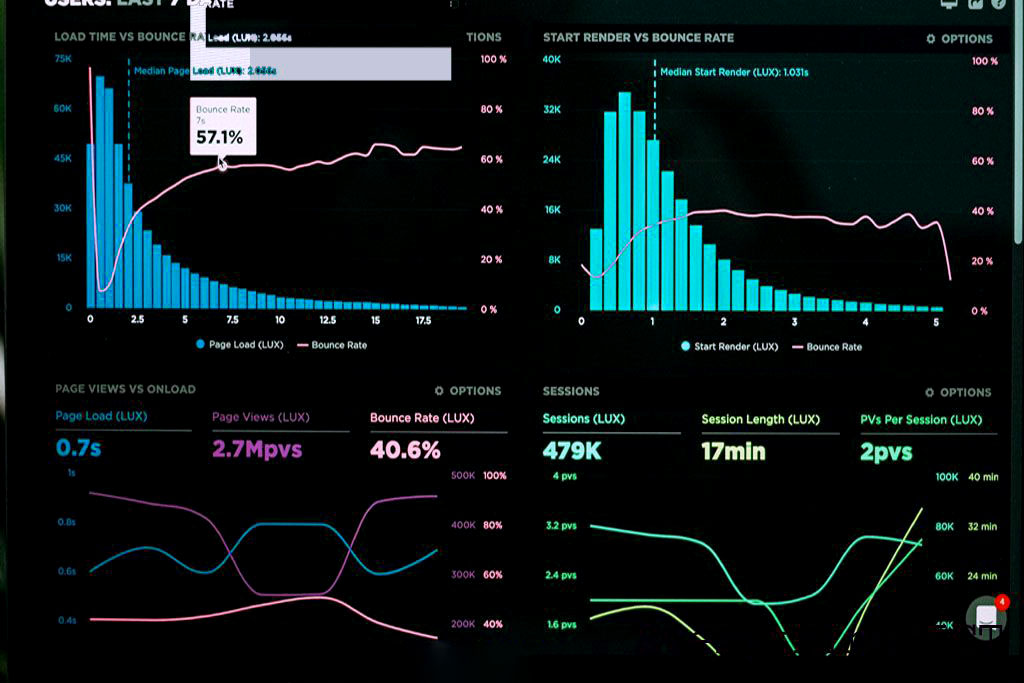 USERS: LAST 7 D
RATE
LOAD TIME VS BOUNCE RA
Load (LUX): 2.056s
TIONS
75K
100 %
Median Page Load (LUX): 2.056s
60K
80 %
Bounce Rate
7s
57.1%
45K
60 %
30K
40 %
15K
20 %
0
0 %
0 2.5 5 7.5 10 12.5 15 17.5
Page Load (LUX) Bounce Rate
START RENDER VS BOUNCE RATE
OPTIONS
40K
100 %
Median Start Render (LUX): 1.031s
32K
80 %
24K
60 %
16K
40 %
8K
20 %
0
0 %
0 1 2 3 4 5
Start Render (LUX) Bounce Rate
PAGE VIEWS VS ONLOAD
OPTIONS
Page Load (LUX) Page Views (LUX) Bounce Rate (LUX)
0.7s 2.7Mpvs 40.6%
1s 500K 100%
0.8s 400K 80%
0.6s 300K 60%
0.4s 200K 40%
SESSIONS
OPTIONS
Sessions (LUX) Session Length (LUX) PVs Per Session (LUX)
479K 17min 2pvs
4 pvs 100K 40 min
3.2 pvs 80K 32 min
2.4 pvs 60K 24 min
1.6 pvs 40K
4